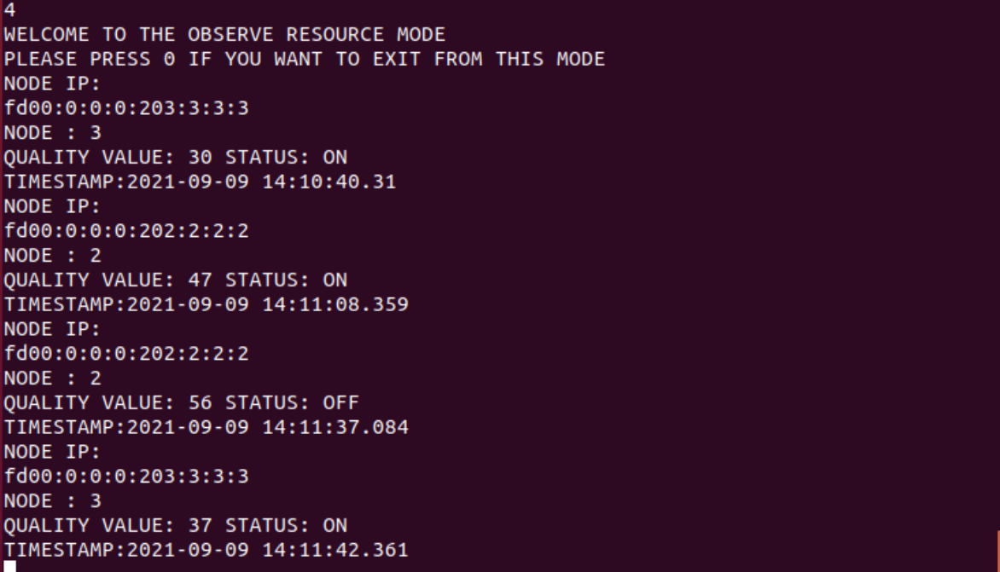 4
WELCOME TO THE OBSERVE RESOURCE MODE
PLEASE PRESS 0 IF YOU WANT TO EXIT FROM THIS MODE
NODE IP:
fd00:0:0:0:203:3:3:3
NODE : 3
QUALITY VALUE: 30 STATUS: ON
TIMESTAMP:2021-09-09 14:10:40.31
NODE IP:
fd00:0:0:0:202:2:2:2
NODE : 2
QUALITY VALUE: 47 STATUS: ON
TIMESTAMP:2021-09-09 14:11:08.359
NODE IP:
fd00:0:0:0:202:2:2:2
NODE : 2
QUALITY VALUE: 56 STATUS: OFF
TIMESTAMP:2021-09-09 14:11:37.084
NODE IP:
fd00:0:0:0:203:3:3:3
NODE : 3
QUALITY VALUE: 37 STATUS: ON
TIMESTAMP:2021-09-09 14:11:42.361